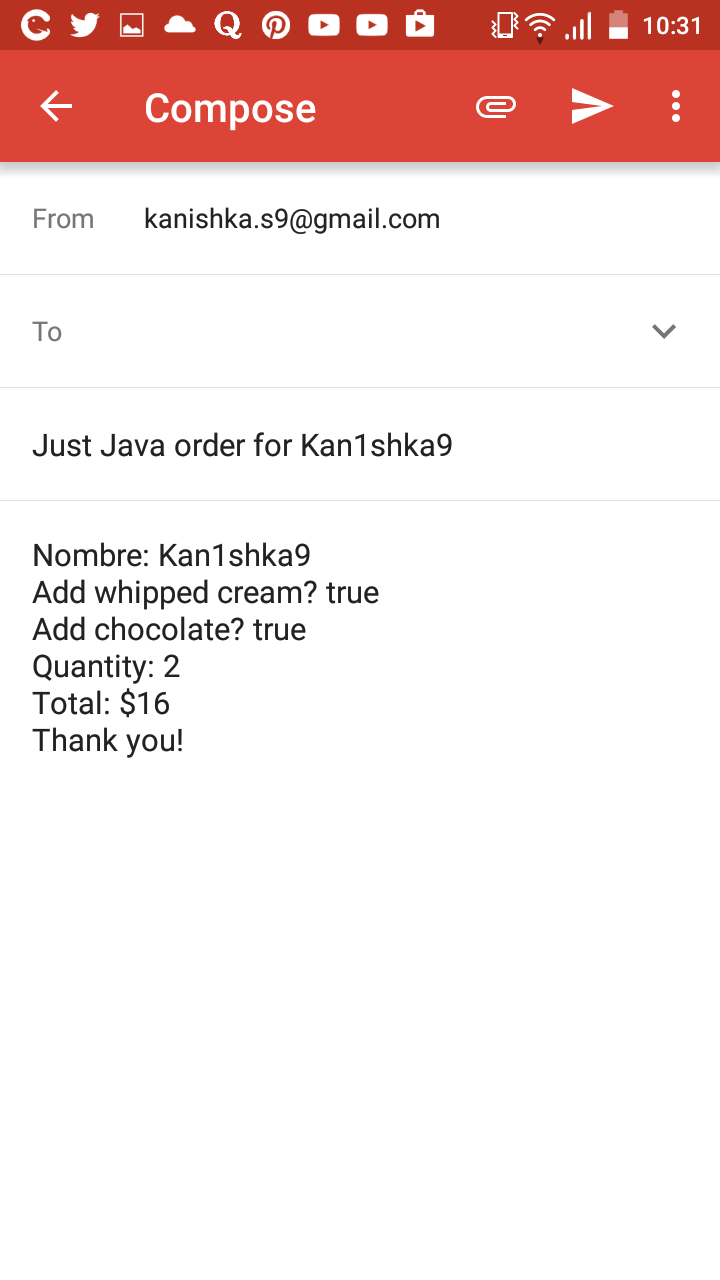 10:31
Compose
From kanishka.s9@gmail.com
To
Just Java order for Kan1shka9
Nombre: Kan1shka9
Add whipped cream? true
Add chocolate? true
Quantity: 2
Total: $16
Thank you!